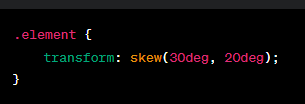 .element {
    transform: skew(30deg, 20deg);
}